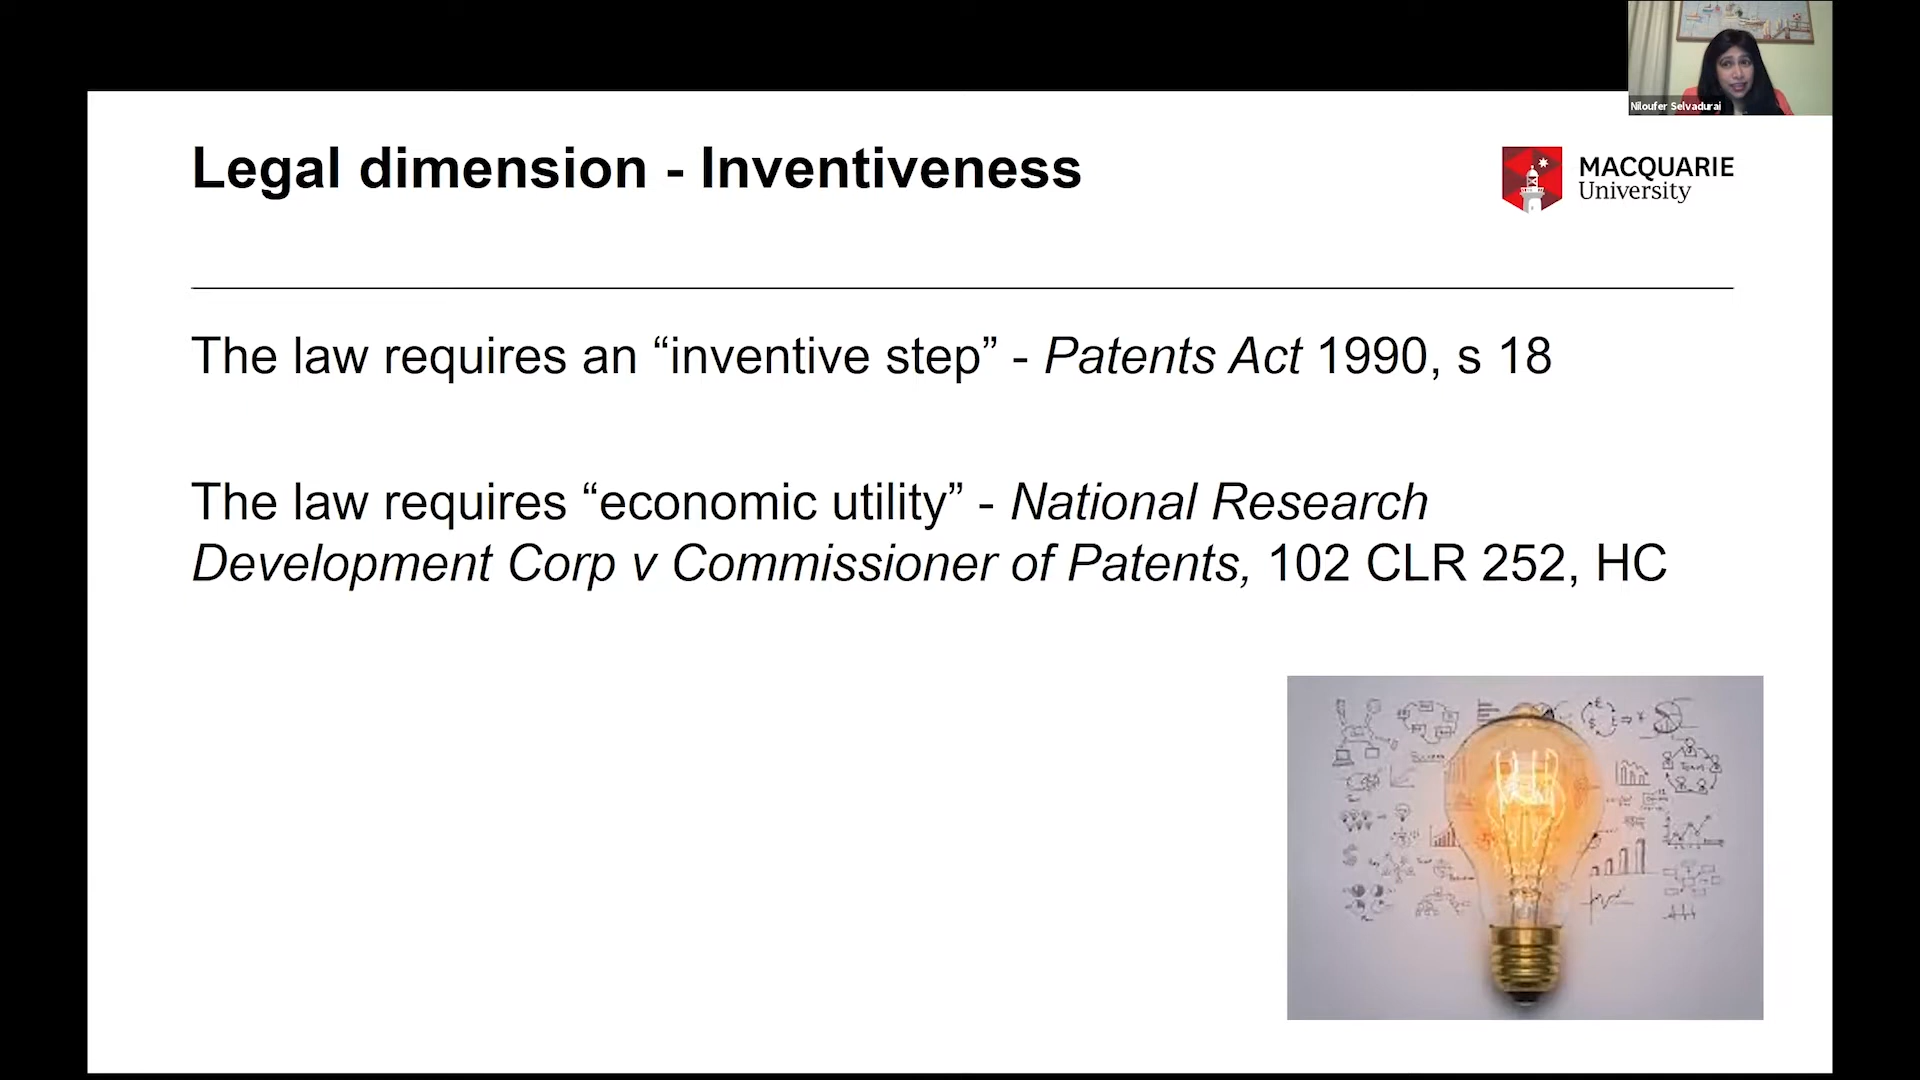 Niloufer Selvadurai
Legal dimension - Inventiveness
MACQUARIE
University
The law requires an “inventive step” - Patents Act 1990, s 18
The law requires “economic utility” - National Research
Development Corp v Commissioner of Patents, 102 CLR 252, HC